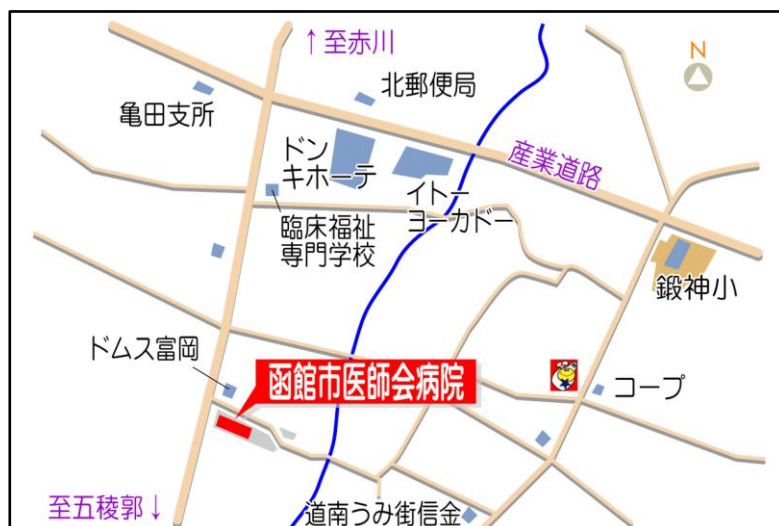 ↑至赤川
N
北郵便局
亀田支所
ドン
キホーテ
イトー
ヨーカドー
産業道路
臨床福祉
専門学校
鍛神小
ドムス富岡
函館市医師会病院
コープ
至五稜郭↓
道南うみ街信金